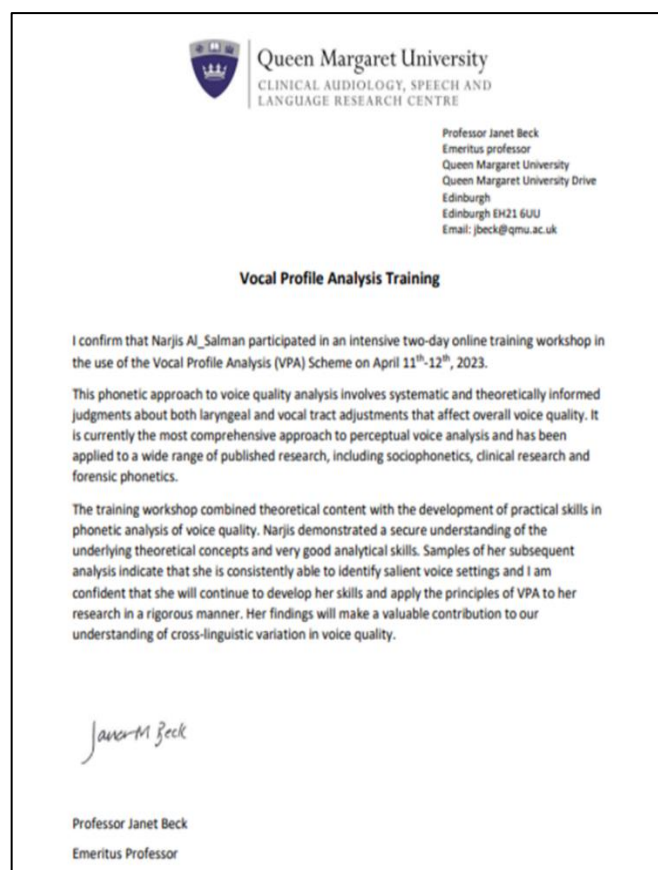 Queen Margaret University
CLINICAL AUDIOLOGY, SPEECH AND
LANGUAGE RESEARCH CENTRE
Professor Janet Beck
Emeritus professor
Queen Margaret University
Queen Margaret University Drive
Edinburgh
Edinburgh EH21 6UU
Email: jbeck@qmu.ac.uk
Vocal Profile Analysis Training
I confirm that Narjis Al_Salman participated in an intensive two-day online training workshop in
the use of the Vocal Profile Analysis (VPA) Scheme on April 11th-12th, 2023.
This phonetic approach to voice quality analysis involves systematic and theoretically informed
judgments about both laryngeal and vocal tract adjustments that affect overall voice quality. It
is currently the most comprehensive approach to perceptual voice analysis and has been
applied to a wide range of published research, including sociophonetics, clinical research and
forensic phonetics.
The training workshop combined theoretical content with the development of practical skills in
phonetic analysis of voice quality. Narjis demonstrated a secure understanding of the
underlying theoretical concepts and very good analytical skills. Samples of her subsequent
analysis indicate that she is consistently able to identify salient voice settings and I am
confident that she will continue to develop her skills and apply the principles of VPA to her
research in a rigorous manner. Her findings will make a valuable contribution to our
understanding of cross-linguistic variation in voice quality.
Janet M Beck
Professor Janet Beck
Emeritus Professor